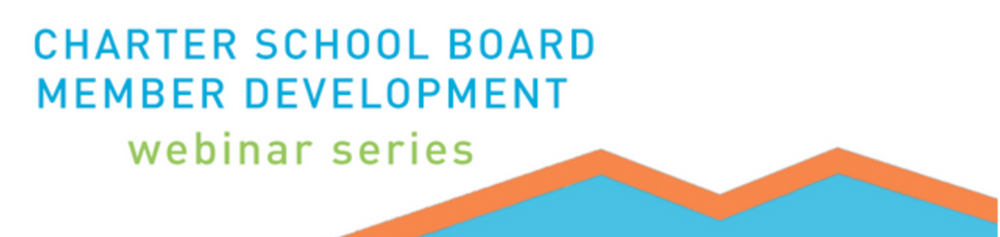 CHARTER SCHOOL BOARD
MEMBER DEVELOPMENT
webinar series